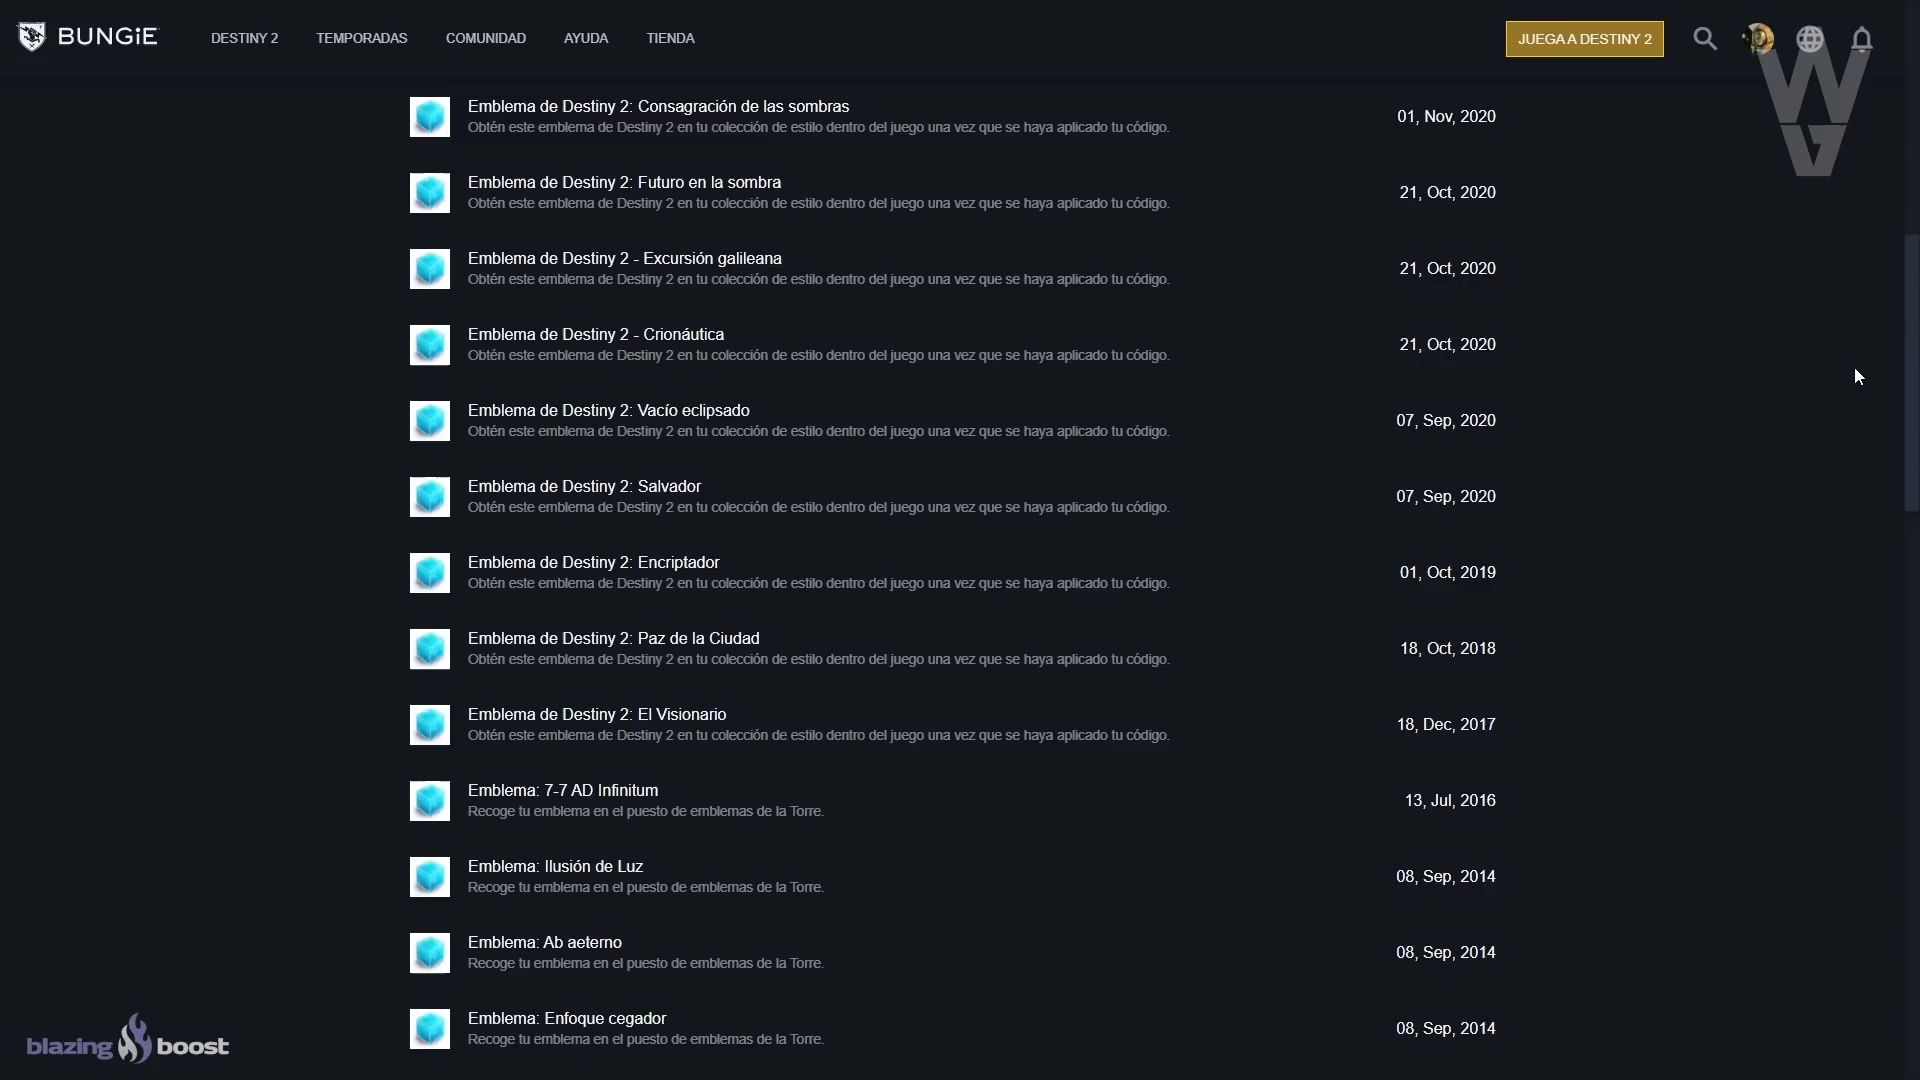 BUNGiE
DESTINY 2
TEMPORADAS
COMUNIDAD
AYUDA
TIENDA
JUEGA A DESTINY 2
Emblema de Destiny 2: Consagración de las sombras
Obtén este emblema de Destiny 2 en tu colección de estilo dentro del juego una vez que se haya aplicado tu código.
01, Nov, 2020
Emblema de Destiny 2: Futuro en la sombra
Obtén este emblema de Destiny 2 en tu colección de estilo dentro del juego una vez que se haya aplicado tu código.
21, Oct, 2020
Emblema de Destiny 2 - Excursión galileana
Obtén este emblema de Destiny 2 en tu colección de estilo dentro del juego una vez que se haya aplicado tu código.
21, Oct, 2020
Emblema de Destiny 2 - Crionáutica
Obtén este emblema de Destiny 2 en tu colección de estilo dentro del juego una vez que se haya aplicado tu código.
21, Oct, 2020
Emblema de Destiny 2: Vacío eclipsado
Obtén este emblema de Destiny 2 en tu colección de estilo dentro del juego una vez que se haya aplicado tu código.
07, Sep, 2020
Emblema de Destiny 2: Salvador
Obtén este emblema de Destiny 2 en tu colección de estilo dentro del juego una vez que se haya aplicado tu código.
07, Sep, 2020
Emblema de Destiny 2: Encriptador
Obtén este emblema de Destiny 2 en tu colección de estilo dentro del juego una vez que se haya aplicado tu código.
01, Oct, 2019
Emblema de Destiny 2: Paz de la Ciudad
Obtén este emblema de Destiny 2 en tu colección de estilo dentro del juego una vez que se haya aplicado tu código.
18, Oct, 2018
Emblema de Destiny 2: El Visionario
Obtén este emblema de Destiny 2 en tu colección de estilo dentro del juego una vez que se haya aplicado tu código.
18, Dec, 2017
Emblema: 7-7 AD Infinitum
Recoge tu emblema en el puesto de emblemas de la Torre.
13, Jul, 2016
Emblema: Ilusión de Luz
Recoge tu emblema en el puesto de emblemas de la Torre.
08, Sep, 2014
Emblema: Ab aeterno
Recoge tu emblema en el puesto de emblemas de la Torre.
08, Sep, 2014
Emblema: Enfoque cegador
Recoge tu emblema en el puesto de emblemas de la Torre.
08, Sep, 2014
blazing boost